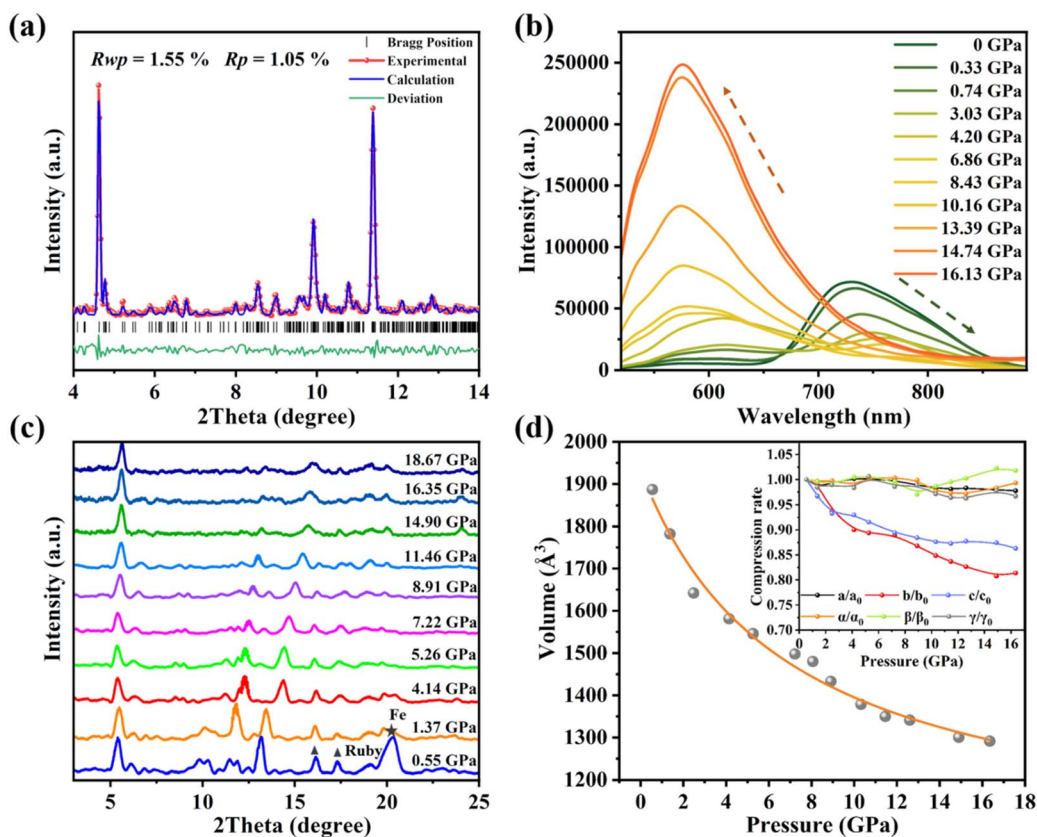 (a)
Rwp = 1.55 %   Rp = 1.05 %
Bragg Position
Experimental
Calculation
Deviation
Intensity (a.u.)
4 6 8 10 12 14
2Theta (degree)
(b)
0 GPa
0.33 GPa
0.74 GPa
3.03 GPa
4.20 GPa
6.86 GPa
8.43 GPa
10.16 GPa
13.39 GPa
14.74 GPa
16.13 GPa
250000
200000
150000
100000
50000
0
Intensity (a.u.)
600 700 800
Wavelength (nm)
(c)
18.67 GPa
16.35 GPa
14.90 GPa
11.46 GPa
8.91 GPa
7.22 GPa
5.26 GPa
4.14 GPa
Fe
1.37 GPa
Ruby
0.55 GPa
Intensity (a.u.)
5 10 15 20 25
2Theta (degree)
(d)
2000
1900
1800
1700
1600
1500
1400
1300
1200
Volume (Å³)
0 2 4 6 8 10 12 14 16 18
Pressure (GPa)
1.05
1.00
0.95
0.90
0.85
0.80
0.75
0.70
Compression rate
a/a₀ b/b₀ c/c₀
α/α₀ β/β₀ γ/γ₀
0 2 4 6 8 10 12 14 16
Pressure (GPa)